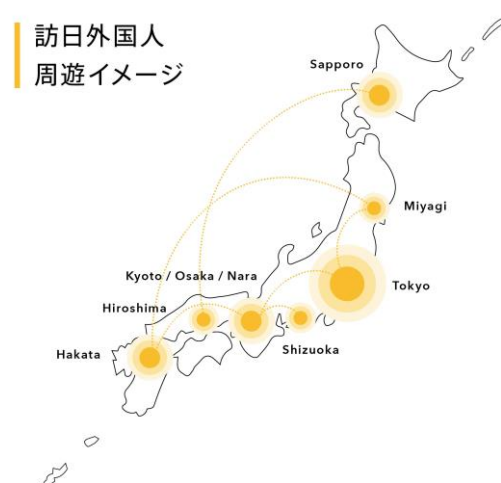 訪日外国人
周遊イメージ
Sapporo
Miyagi
Kyoto / Osaka / Nara
Tokyo
Hiroshima
Shizuoka
Hakata